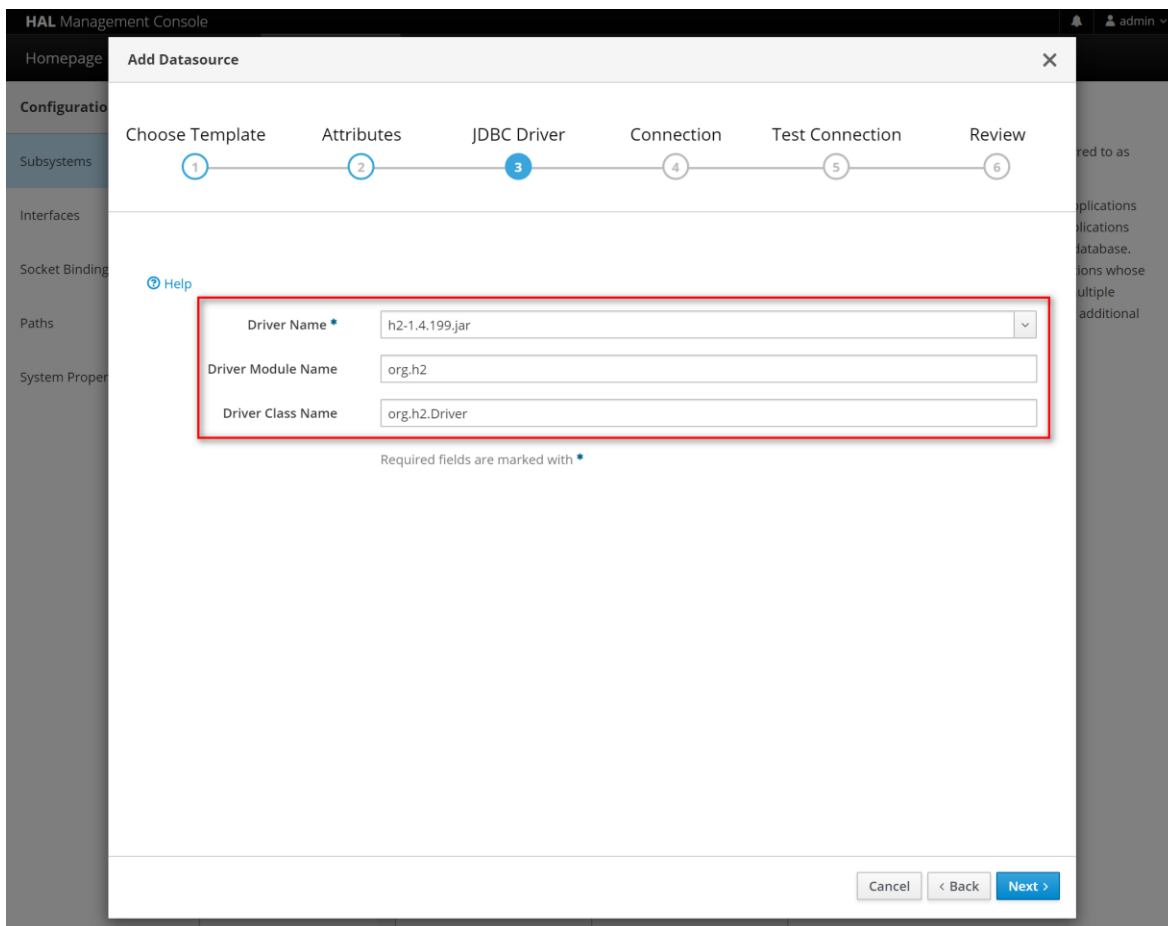 HAL Management Console
admin
Homepage
Add Datasource
Configuratio
Choose Template
Attributes
JDBC Driver
Connection
Test Connection
Review
1
2
3
4
5
6
Subsystems
red to as
Interfaces
plications
plications
database.
Socket Binding
ions whose
ultiple
additional
Help
Paths
Driver Name *
h2-1.4.199.jar
System Proper
Driver Module Name
org.h2
Driver Class Name
org.h2.Driver
Required fields are marked with *
Cancel
< Back
Next >